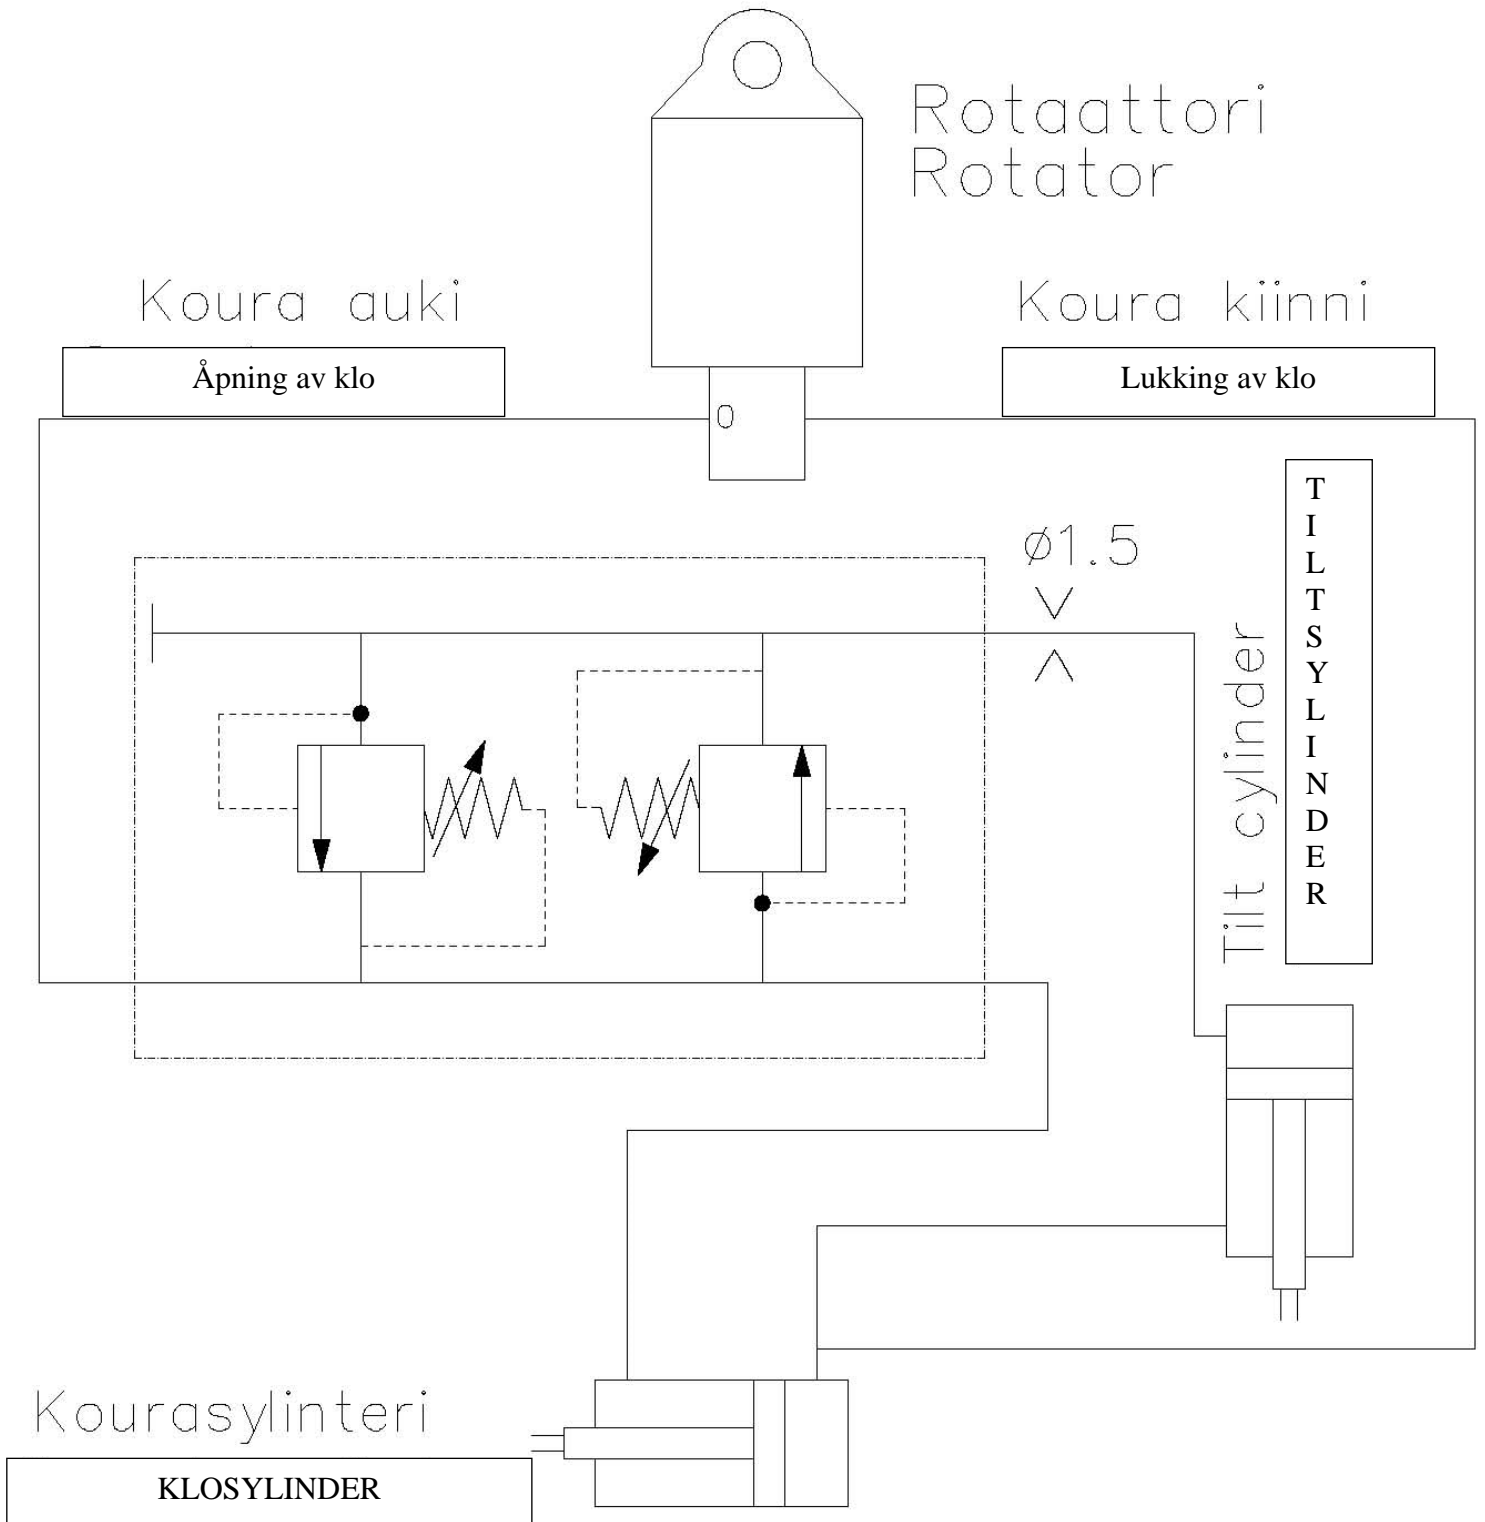 Rotaattori
Rotator
Koura auki
Åpning av klo
Koura kiinni
Lukking av klo
0
ø1.5
Tilt cylinder
TILTSYLINDER
Kourasylinteri
KLOSYLINDER